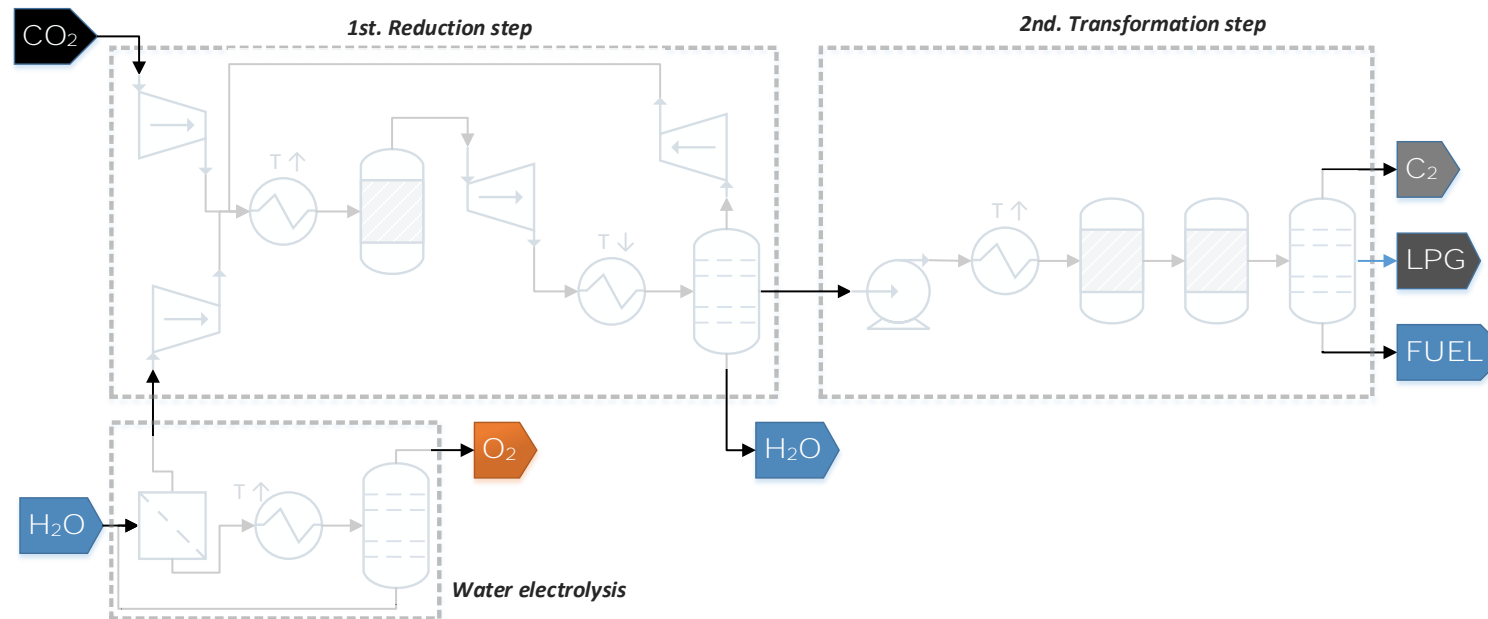 CO₂
1st. Reduction step
2nd. Transformation step
T ↑
T ↓
T ↑
C₂
LPG
FUEL
H₂O
O₂
H₂O
T ↑
Water electrolysis